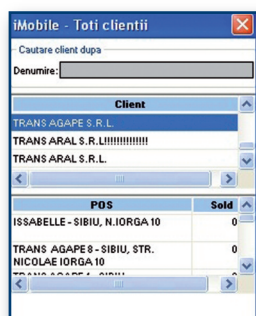 iMobile - Toti clientii
Cautare client dupa
Denumire:
Client
TRANS AGAPE S.R.L.
TRANS ARAL S.R.L!!!!!!!!!!!!!!
TRANS ARAL S.R.L.
POS Sold
ISSABELLE - SIBIU, N.IORGA 10 0
TRANS AGAPE 8 - SIBIU, STR. 0
NICOLAE IORGA 10